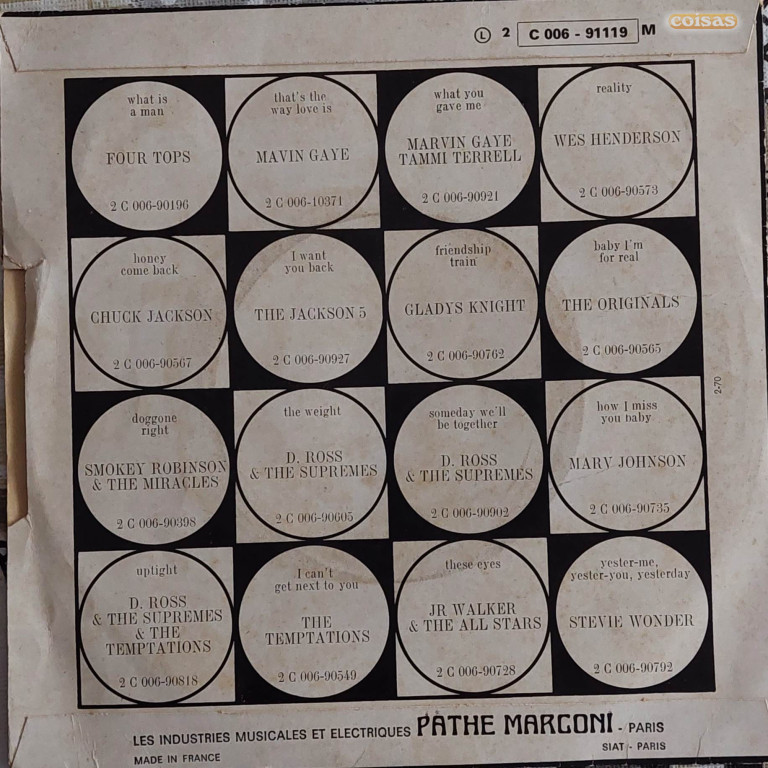 coisas
Ⓛ 2 C 006 - 91119 M
what is
a man
FOUR TOPS
2 C 006-90196
that's the
way love is
MAVIN GAYE
2 C 006-10371
what you
gave me
MARVIN GAYE
TAMMI TERRELL
2 C 006-90921
reality
WES HENDERSON
2 C 006-90573
honey
come back
CHUCK JACKSON
2 C 006-90567
I want
you back
THE JACKSON 5
2 C 006-90927
friendship
train
GLADYS KNIGHT
2 C 006-90762
baby I'm
for real
THE ORIGINALS
2 C 006-90565
doggone
right
SMOKEY ROBINSON
& THE MIRACLES
2 C 006-90398
the weight
D. ROSS
& THE SUPREMES
2 C 006-90605
someday we'll
be together
D. ROSS
& THE SUPREMES
2 C 006-90902
how I miss
you baby
MARV JOHNSON
2 C 006-90735
2-70
uptight
D. ROSS
& THE SUPREMES
& THE
TEMPTATIONS
2 C 006-90818
I can't
get next to you
THE
TEMPTATIONS
2 C 006-90549
these eyes
JR WALKER
& THE ALL STARS
2 C 006-90728
yester-me,
yester-you, yesterday
STEVIE WONDER
2 C 006-90792
LES INDUSTRIES MUSICALES ET ELECTRIQUES PATHE MARCONI - PARIS
MADE IN FRANCE
SIAT - PARIS